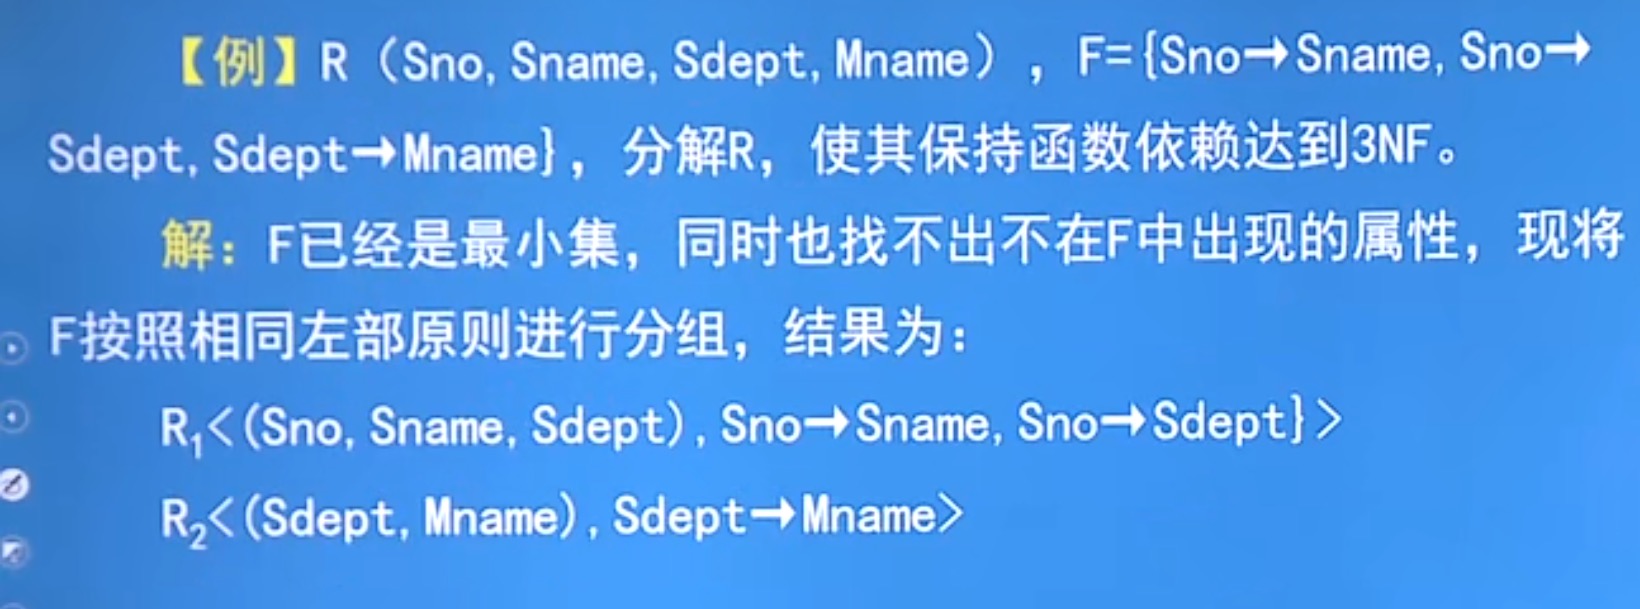 【例】R（Sno,Sname,Sdept,Mname），F={Sno→Sname,Sno→
Sdept,Sdept→Mname}，分解R，使其保持函数依赖达到3NF。
解：F已经是最小集，同时也找不出不在F中出现的属性，现将
F按照相同左部原则进行分组，结果为：
R₁<(Sno,Sname,Sdept),Sno→Sname,Sno→Sdept}>
R₂<(Sdept,Mname),Sdept→Mname>